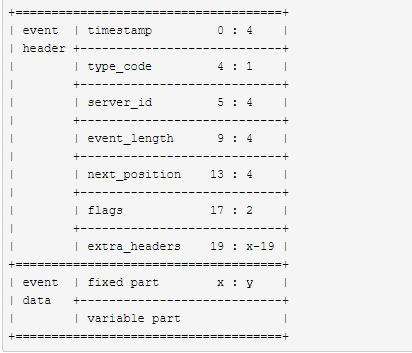 +=====================================+
| event  | timestamp         0 : 4    |
| header +----------------------------+
|        | type_code         4 : 1    |
|        +----------------------------+
|        | server_id         5 : 4    |
|        +----------------------------+
|        | event_length      9 : 4    |
|        +----------------------------+
|        | next_position    13 : 4    |
|        +----------------------------+
|        | flags            17 : 2    |
|        +----------------------------+
|        | extra_headers    19 : x-19 |
+=====================================+
| event  | fixed part        x : y    |
| data   +----------------------------+
|        | variable part              |
+=====================================+